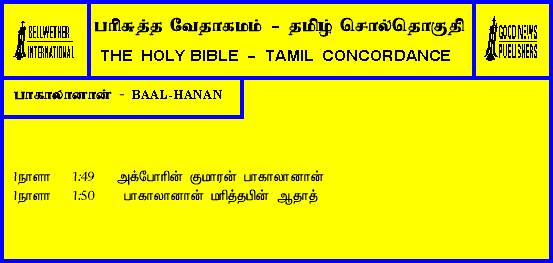 BELLWETHER
INTERNATIONAL
பரிசுத்த வேதாகமம் - தமிழ் சொல்தொகுதி
THE HOLY BIBLE - TAMIL CONCORDANCE
GOOD NEWS
PUBLISHERS
பாகாலானான் - BAAL-HANAN
1நாளா 1:49 அக்போரின் குமாரன் பாகாலானான்
1நாளா 1:50 பாகாலானான் மரித்தபின் ஆதாத்